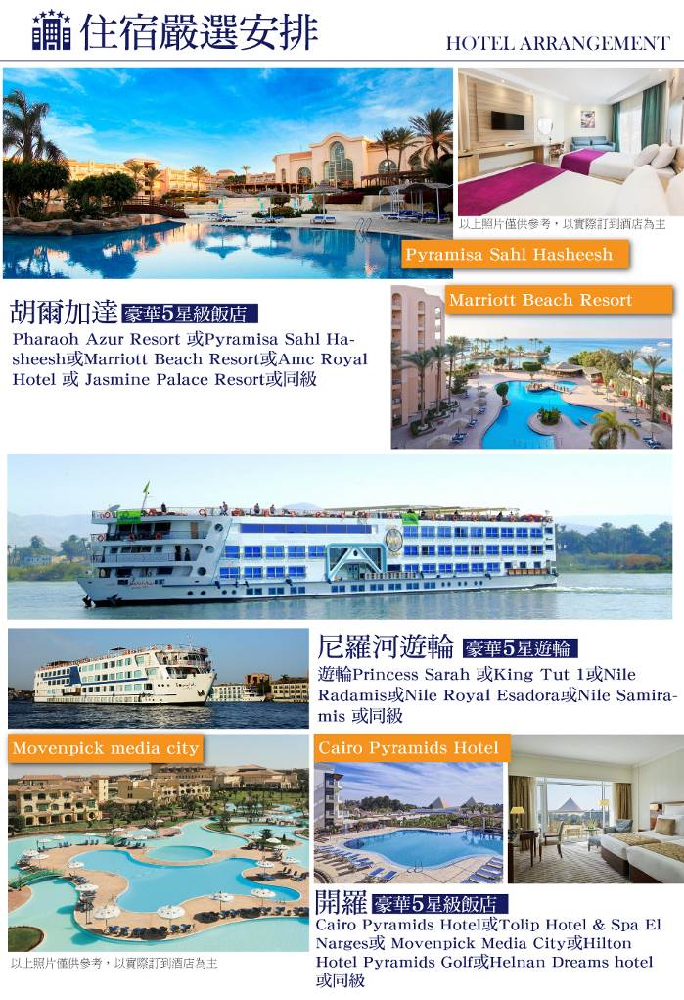 住宿嚴選安排
HOTEL ARRANGEMENT
以上照片僅供參考，以實際訂到酒店為主
Pyramisa Sahl Hasheesh
Marriott Beach Resort
胡爾加達 豪華5星級飯店
Pharaoh Azur Resort 或Pyramisa Sahl Ha-
sheesh或Marriott Beach Resort或Amc Royal
Hotel 或 Jasmine Palace Resort或同級
尼羅河遊輪 豪華5星遊輪
遊輪Princess Sarah 或King Tut 1或Nile
Radamis或Nile Royal Esadora或Nile Samira-
mis 或同級
Movenpick media city
Cairo Pyramids Hotel
開羅 豪華5星級飯店
Cairo Pyramids Hotel或Tolip Hotel & Spa El
Narges或 Movenpick Media City或Hilton
Hotel Pyramids Golf或Helnan Dreams hotel
或同級
以上照片僅供參考，以實際訂到酒店為主